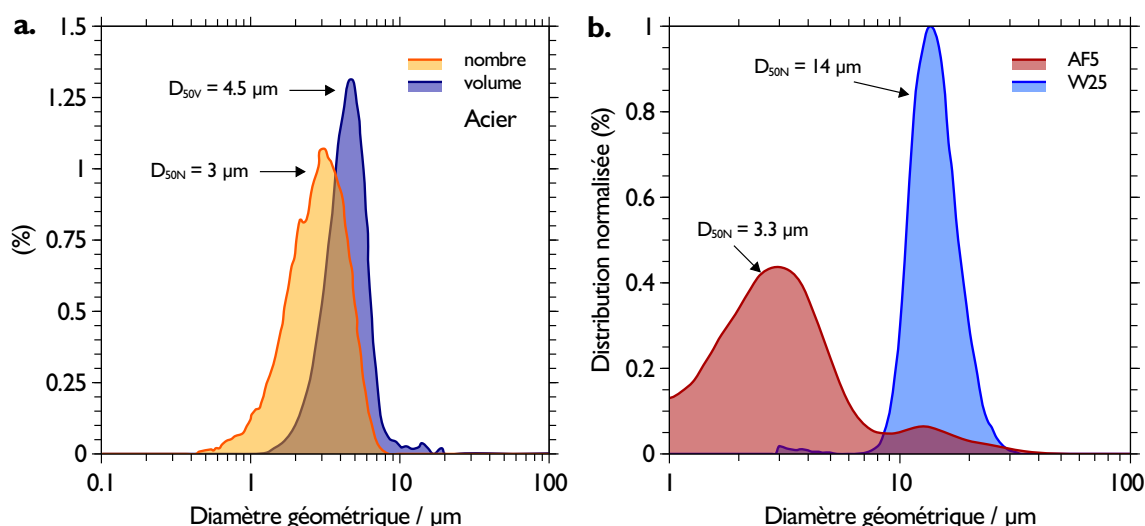 a.
1.5
1.25
1
0.75
0.5
0.25
0
(%)
nombre
volume
Acier
D50V = 4.5 µm
D50N = 3 µm
0.1
1
10
100
Diamètre géométrique / µm
b.
1
0.8
0.6
0.4
0.2
0
Distribution normalisée (%)
AF5
W25
D50N = 14 µm
D50N = 3.3 µm
1
10
100
Diamètre géométrique / µm